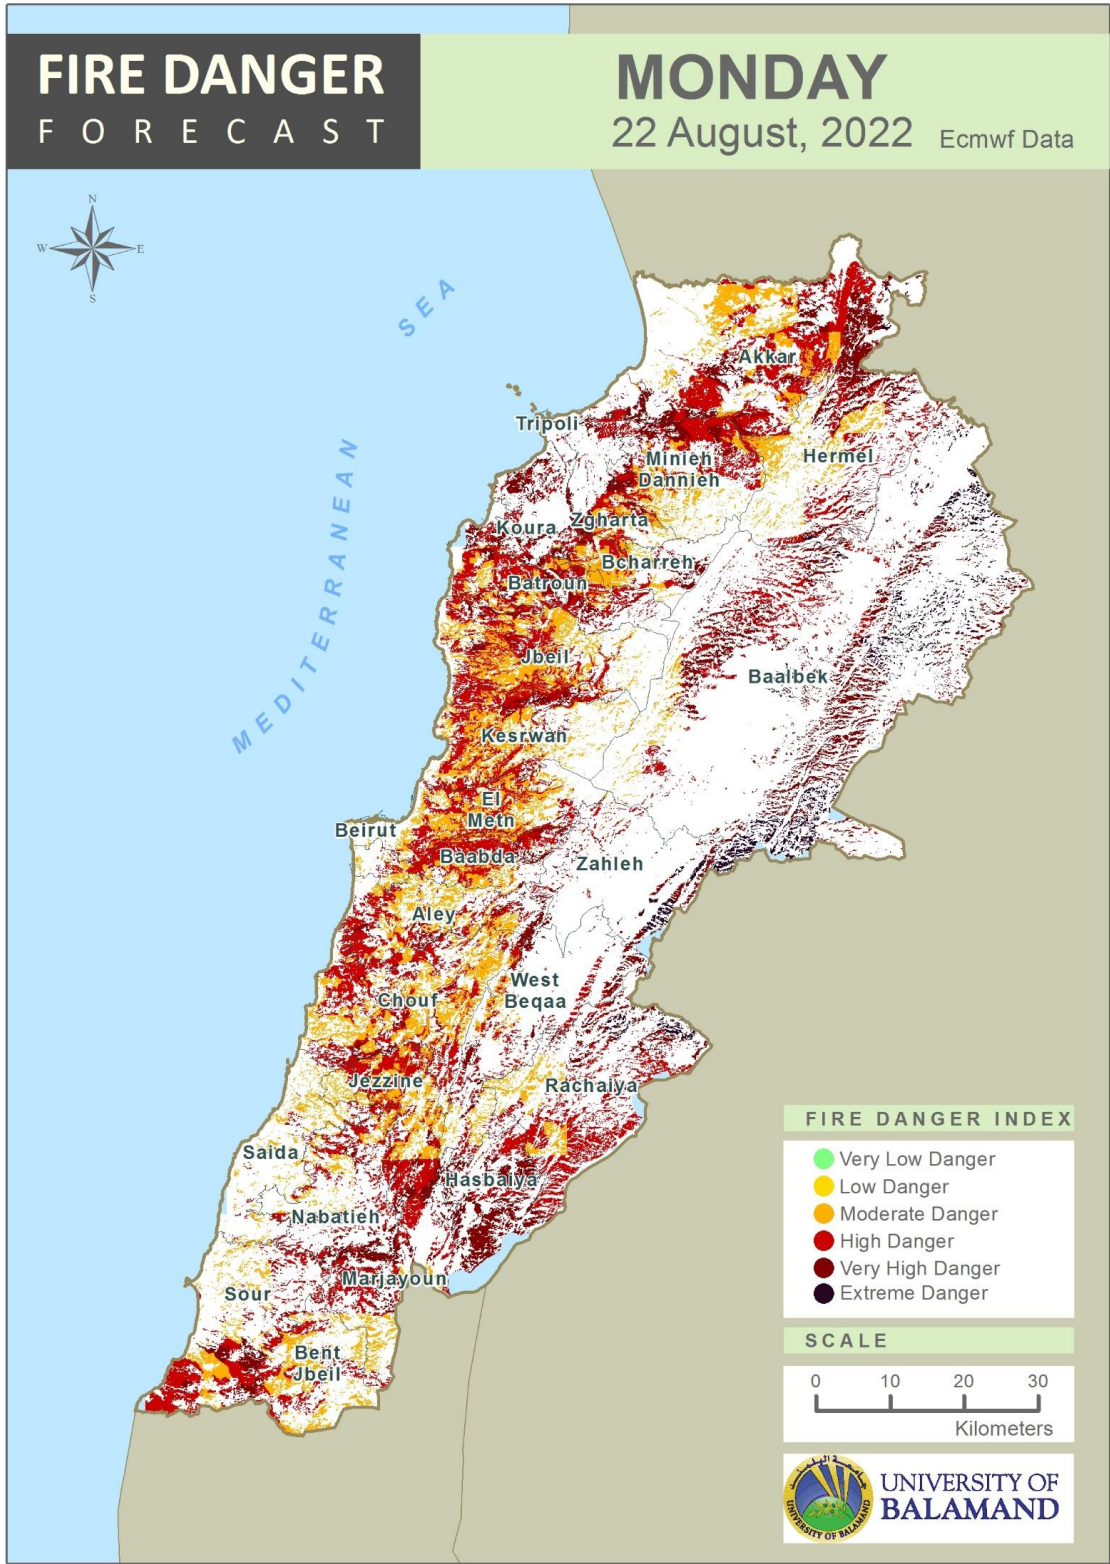 FIRE DANGER
FORECAST
MONDAY
22 August, 2022 Ecmwf Data
N
W
E
S
MEDITERRANEAN SEA
Akkar
Tripoli
Minieh
Dannieh
Hermel
Koura
Zgharta
Bcharreh
Batroun
Jbeil
Baalbek
Kesrwan
El
Metn
Beirut
Baabda
Zahleh
Aley
West
Beqaa
Chouf
Jezzine
Rachaiya
Saida
Hasbaiya
Nabatieh
Marjayoun
Sour
Bent
Jbeil
FIRE DANGER INDEX
Very Low Danger
Low Danger
Moderate Danger
High Danger
Very High Danger
Extreme Danger
SCALE
0 10 20 30
Kilometers
UNIVERSITY OF BALAMAND
UNIVERSITY OF
BALAMAND